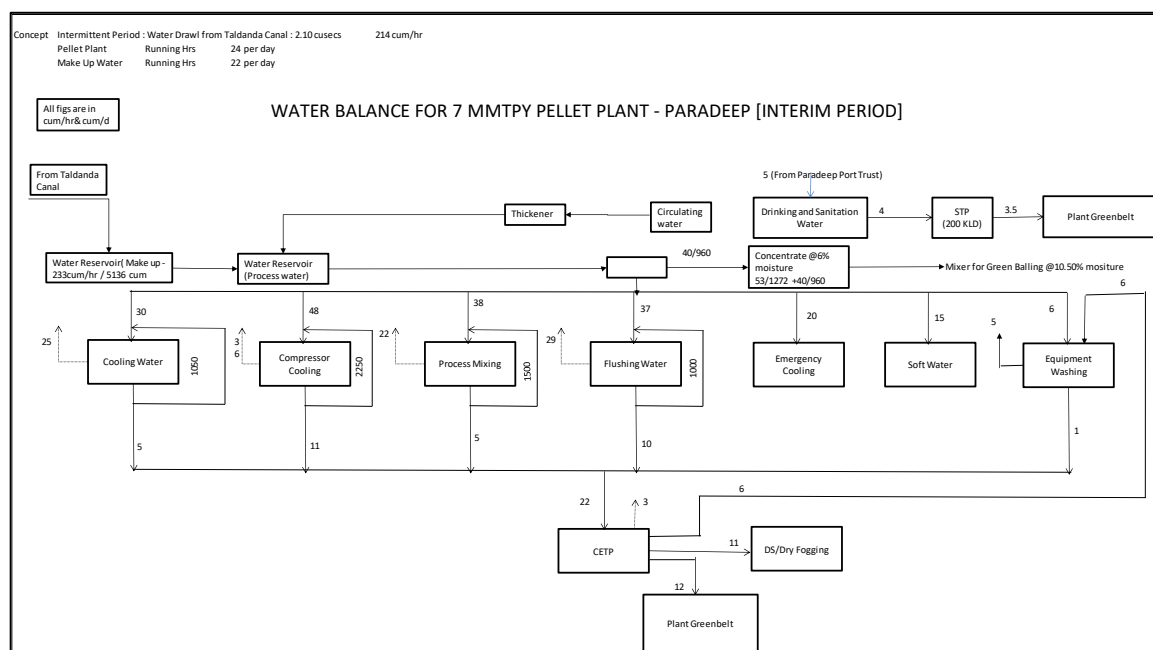 Concept Intermittent Period : Water Drawl from Taldanda Canal : 2.10 cusecs 214 cum/hr
Pellet Plant Running Hrs 24 per day
Make Up Water Running Hrs 22 per day
All figs are in
cum/hr& cum/d
WATER BALANCE FOR 7 MMTPY PELLET PLANT - PARADEEP [INTERIM PERIOD]
From Taldanda
Canal
5 (From Paradeep Port Trust)
Thickener
Circulating
water
Drinking and Sanitation
Water
4
STP
(200 KLD)
3.5
Plant Greenbelt
Water Reservoir( Make up -
233cum/hr / 5136 cum
Water Reservoir
(Process water)
40/960
Concentrate @6%
moisture
53/1272 +40/960
Mixer for Green Balling @10.50% mositure
30
48
38
37
20
15
6
6
25
Cooling Water
1050
3
6
Compressor
Cooling
2250
22
Process Mixing
1500
29
Flushing Water
1000
Emergency
Cooling
Soft Water
5
Equipment
Washing
5
11
5
10
1
22
3
6
CETP
11
DS/Dry Fogging
12
Plant Greenbelt